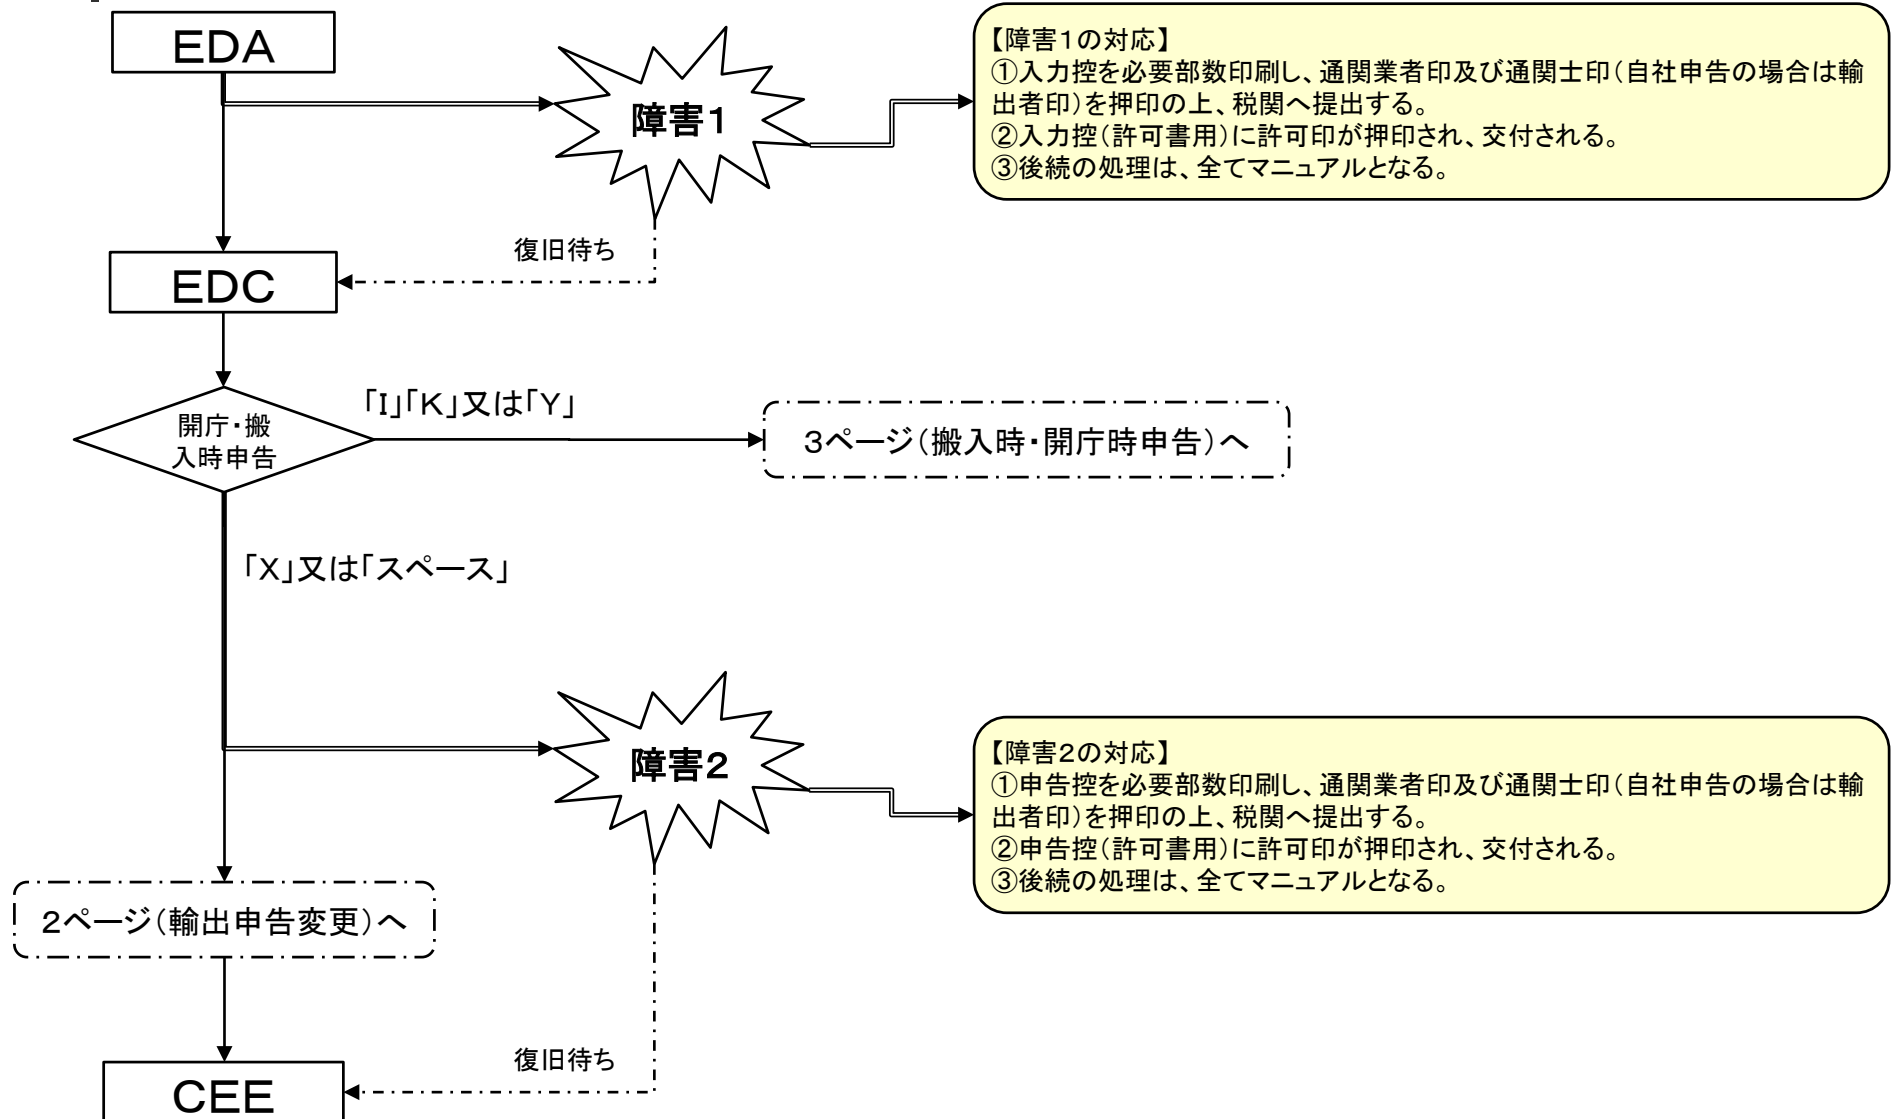 EDA
障害1
【障害1の対応】
①入力控を必要部数印刷し、通関業者印及び通関士印(自社申告の場合は輸
出者印)を押印の上、税関へ提出する。
②入力控(許可書用)に許可印が押印され、交付される。
③後続の処理は、全てマニュアルとなる。
復旧待ち
EDC
開庁・搬
入時申告
「I」「K」又は「Y」
3ページ(搬入時・開庁時申告)へ
「X」又は「スペース」
障害2
【障害2の対応】
①申告控を必要部数印刷し、通関業者印及び通関士印(自社申告の場合は輸
出者印)を押印の上、税関へ提出する。
②申告控(許可書用)に許可印が押印され、交付される。
③後続の処理は、全てマニュアルとなる。
2ページ(輸出申告変更)へ
復旧待ち
CEE